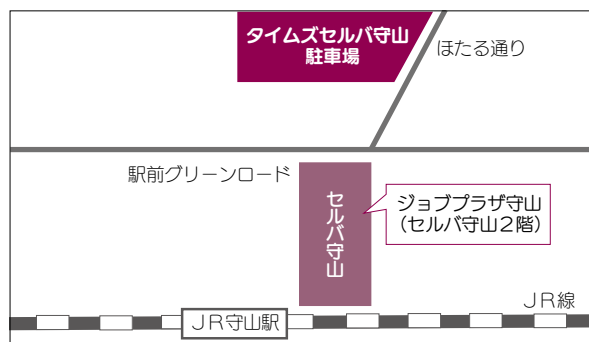 タイムズセルバ守山
駐車場
ほたる通り
駅前グリーンロード
セルバ守山
ジョブプラザ守山
(セルバ守山2階)
JR線
JR守山駅